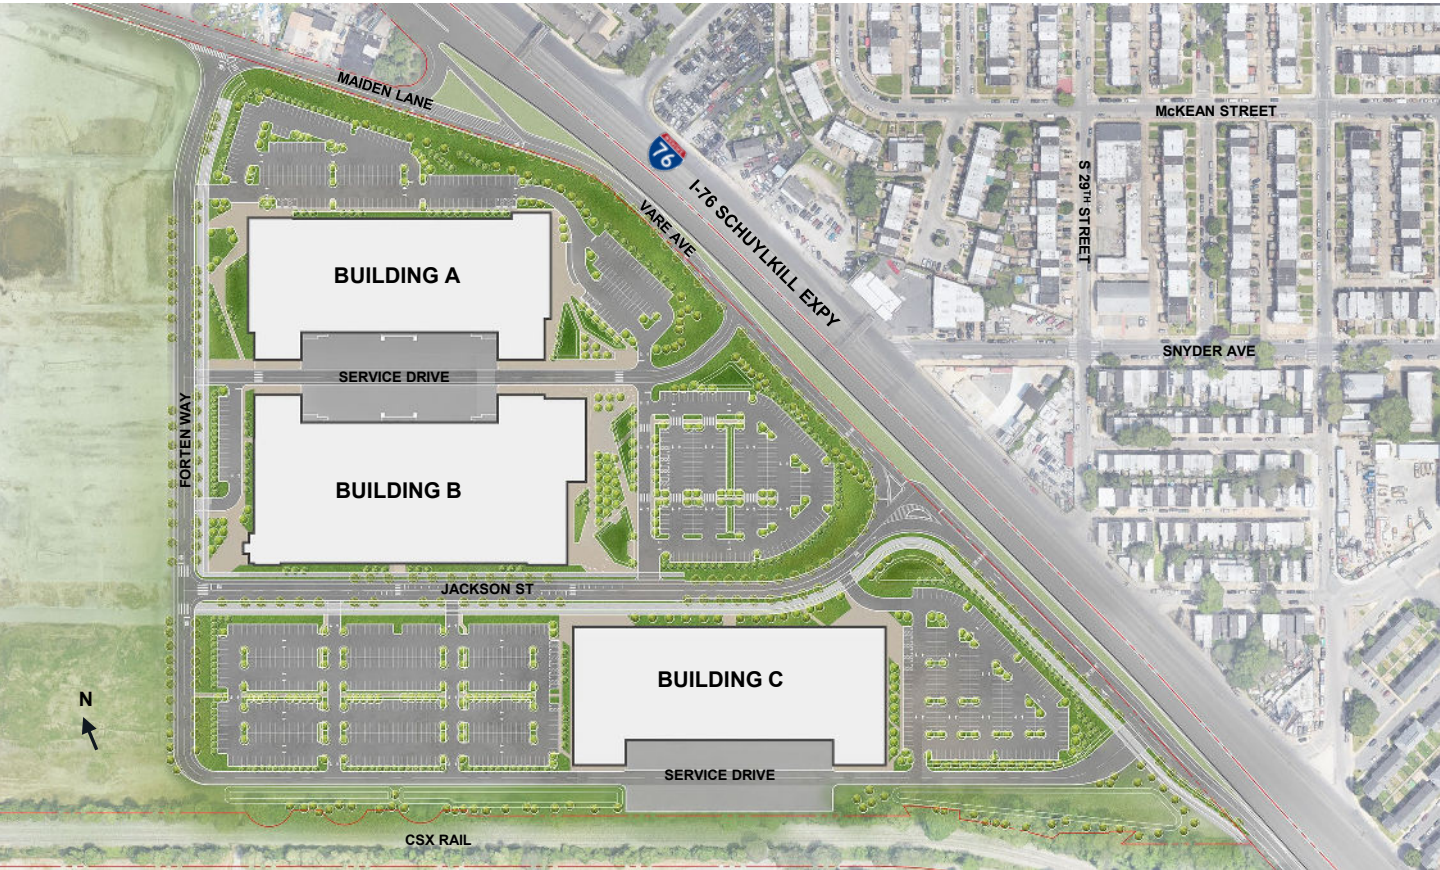 MAIDEN LANE
McKEAN STREET
76
I-76 SCHUYLKILL EXPY
VARE AVE
S 29TH STREET
BUILDING A
SNYDER AVE
SERVICE DRIVE
FORTEN WAY
BUILDING B
JACKSON ST
BUILDING C
N
SERVICE DRIVE
CSX RAIL